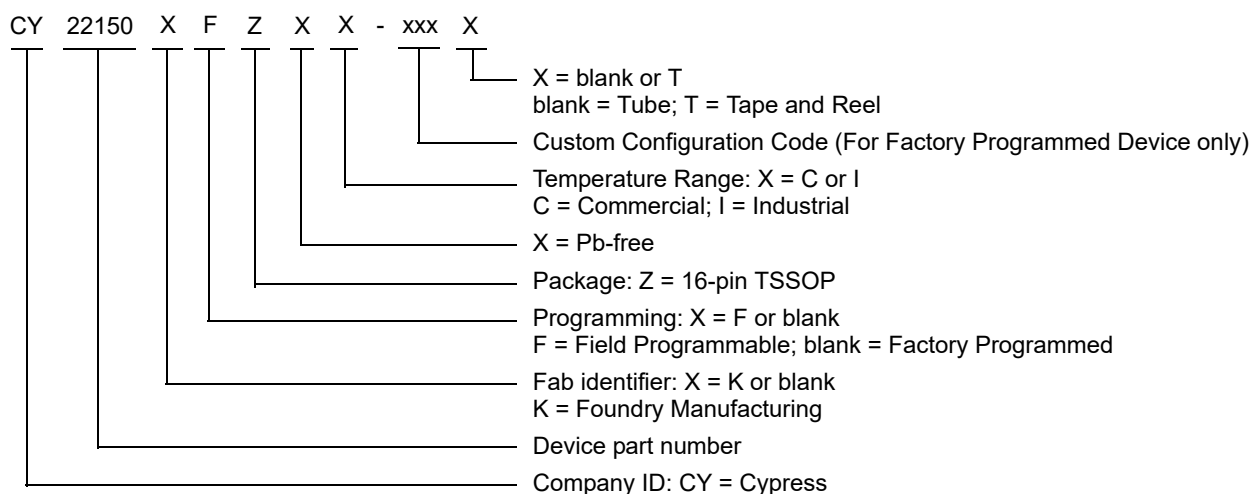 CY 22150 X F Z X X - xxx X
X = blank or T
blank = Tube; T = Tape and Reel
Custom Configuration Code (For Factory Programmed Device only)
Temperature Range: X = C or I
C = Commercial; I = Industrial
X = Pb-free
Package: Z = 16-pin TSSOP
Programming: X = F or blank
F = Field Programmable; blank = Factory Programmed
Fab identifier: X = K or blank
K = Foundry Manufacturing
Device part number
Company ID: CY = Cypress